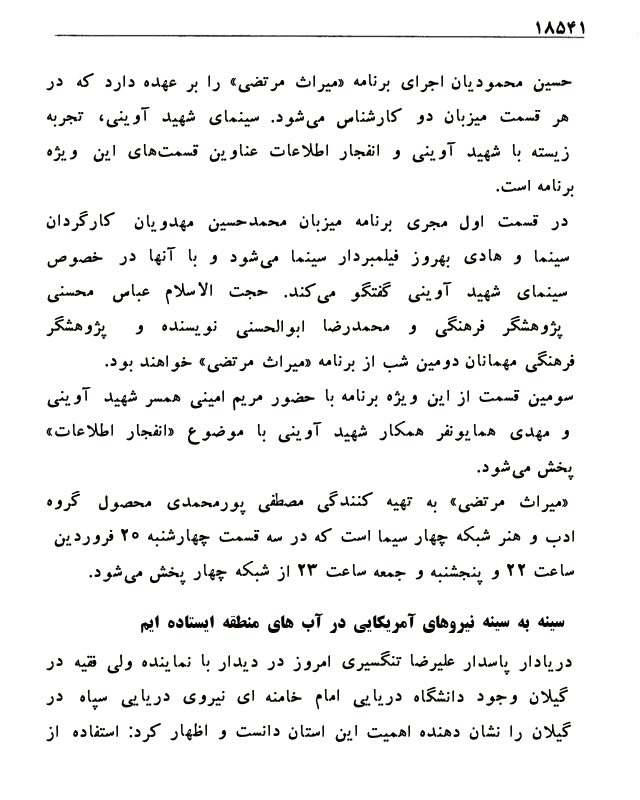 ۱۸۵۴۱
حسین محمودیان اجرای برنامه «میراث مرتضی» را بر عهده دارد که در
هر قسمت میزبان دو کارشناس می‌شود. سینمای شهید آوینی، تجربه
زیسته با شهید آوینی و انفجار اطلاعات عناوین قسمت‌های این ویژه
برنامه است.
در قسمت اول مجری برنامه میزبان محمدحسین مهدویان کارگردان
سینما و هادی بهروز فیلمبردار سینما می‌شود و با آنها در خصوص
سینمای شهید آوینی گفتگو می‌کند. حجت الاسلام عباس محسنی
پژوهشگر فرهنگی و محمدرضا ابوالحسنی نویسنده و پژوهشگر
فرهنگی مهمانان دومین شب از برنامه «میراث مرتضی» خواهند بود.
سومین قسمت از این ویژه برنامه با حضور مریم امینی همسر شهید آوینی
و مهدی همایونفر همکار شهید آوینی با موضوع «انفجار اطلاعات»
پخش می‌شود.
«میراث مرتضی» به تهیه کنندگی مصطفی پورمحمدی محصول گروه
ادب و هنر شبکه چهار سیما است که در سه قسمت چهارشنبه ۲۵ فروردین
ساعت ۲۲ و پنجشنبه و جمعه ساعت ۲۳ از شبکه چهار پخش می‌شود.
سینه به سینه نیروهای آمریکایی در آب های منطقه ایستاده ایم
دریادار پاسدار علیرضا تنگسیری امروز در دیدار با نماینده ولی فقیه در
گیلان وجود دانشگاه دریایی امام خامنه ای نیروی دریایی سپاه در
گیلان را نشان دهنده اهمیت این استان دانست و اظهار کرد: استفاده از